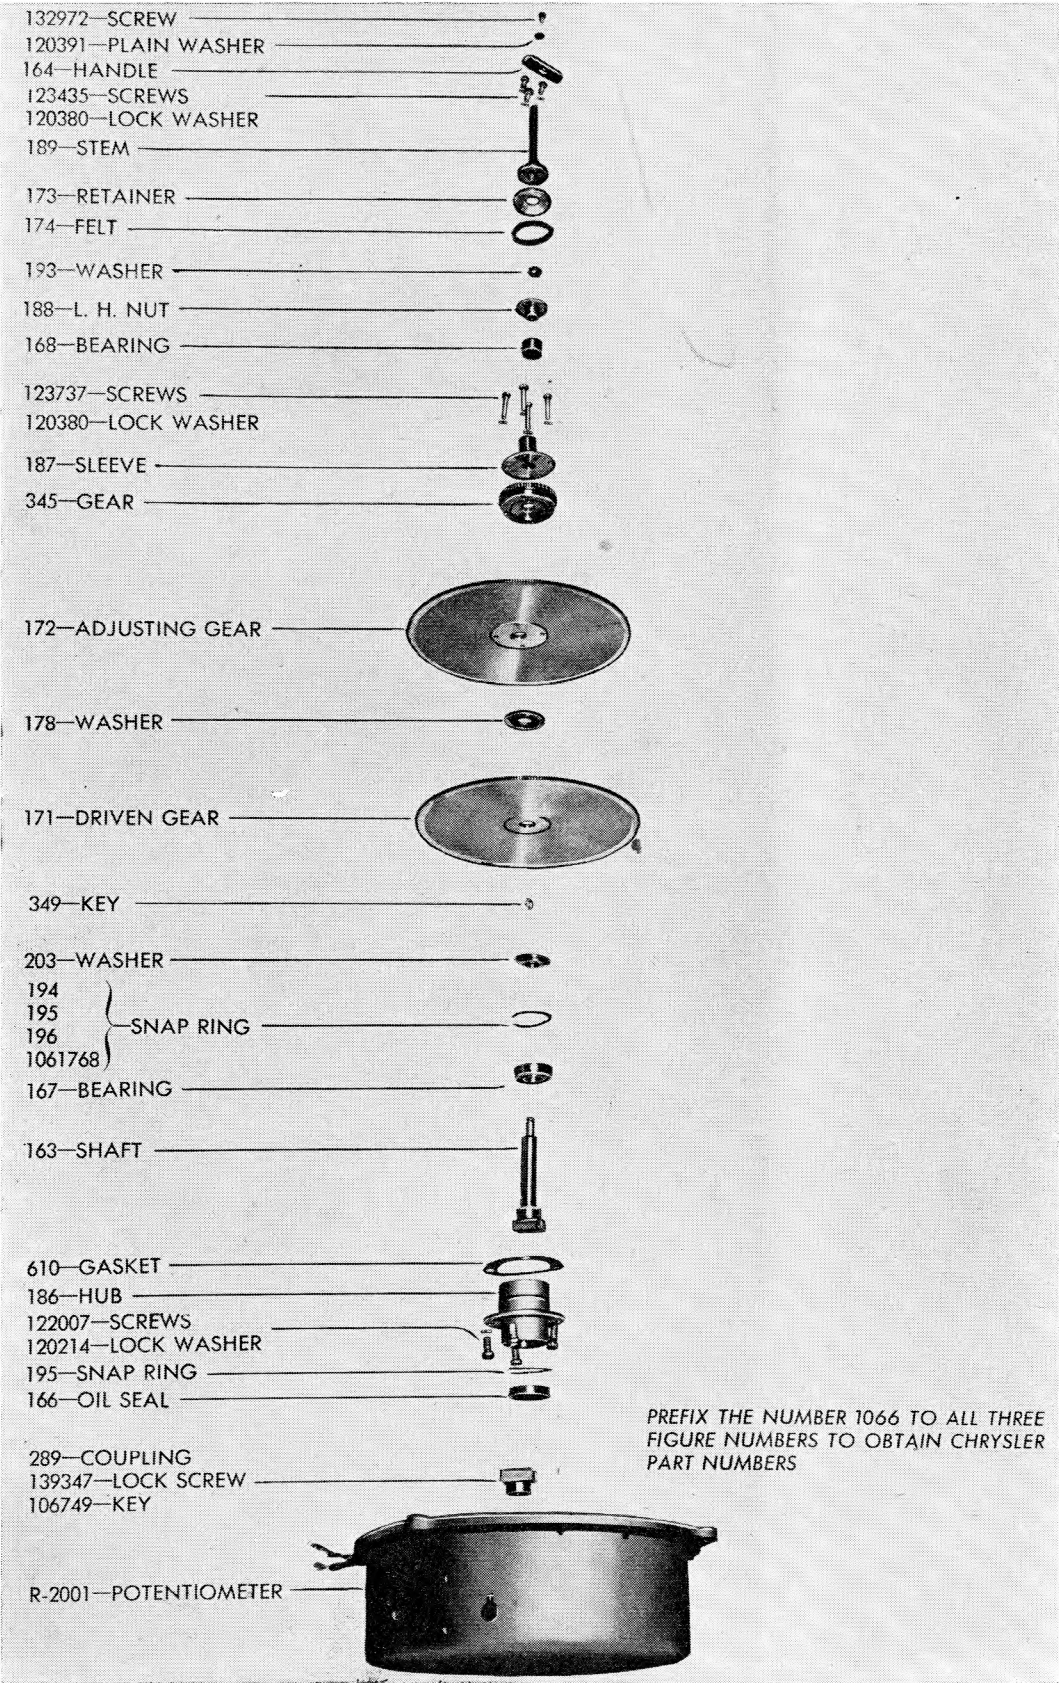 132972—SCREW
120391—PLAIN WASHER
164—HANDLE
123435—SCREWS
120380—LOCK WASHER
189—STEM
173—RETAINER
174—FELT
193—WASHER
188—L. H. NUT
168—BEARING
123737—SCREWS
120380—LOCK WASHER
187—SLEEVE
345—GEAR
172—ADJUSTING GEAR
178—WASHER
171—DRIVEN GEAR
349—KEY
203—WASHER
194
195
196
1061768
—SNAP RING
167—BEARING
163—SHAFT
610—GASKET
186—HUB
122007—SCREWS
120214—LOCK WASHER
195—SNAP RING
166—OIL SEAL
PREFIX THE NUMBER 1066 TO ALL THREE
FIGURE NUMBERS TO OBTAIN CHRYSLER
PART NUMBERS
289—COUPLING
139347—LOCK SCREW
106749—KEY
R-2001—POTENTIOMETER